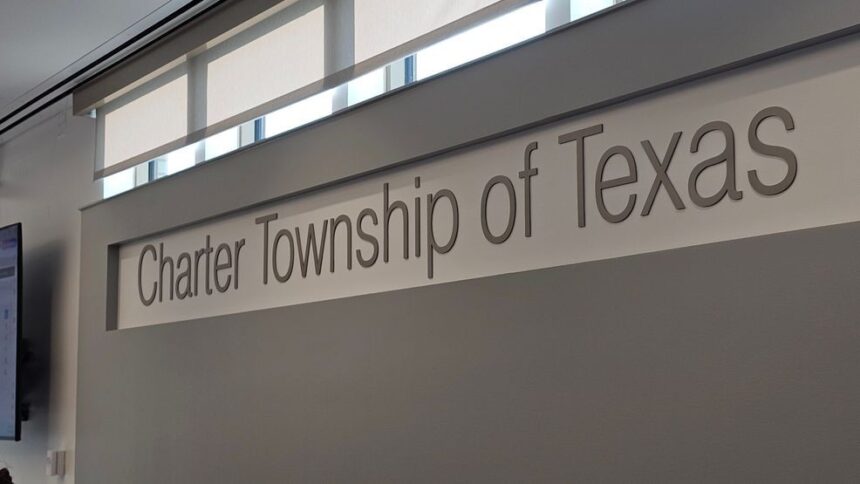 Charter Township of Texas